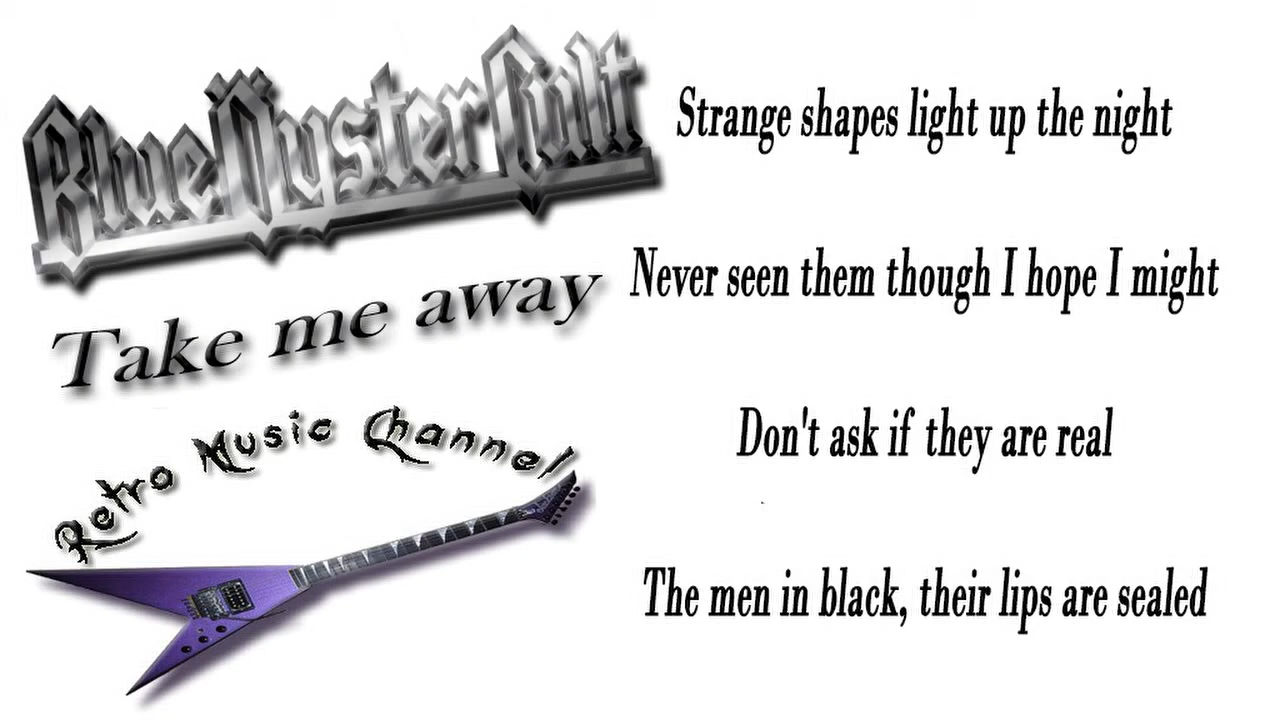 Blue Öyster Cult
Take me away
Retro Music Channel
Strange shapes light up the night
Never seen them though I hope I might
Don't ask if they are real
The men in black, their lips are sealed